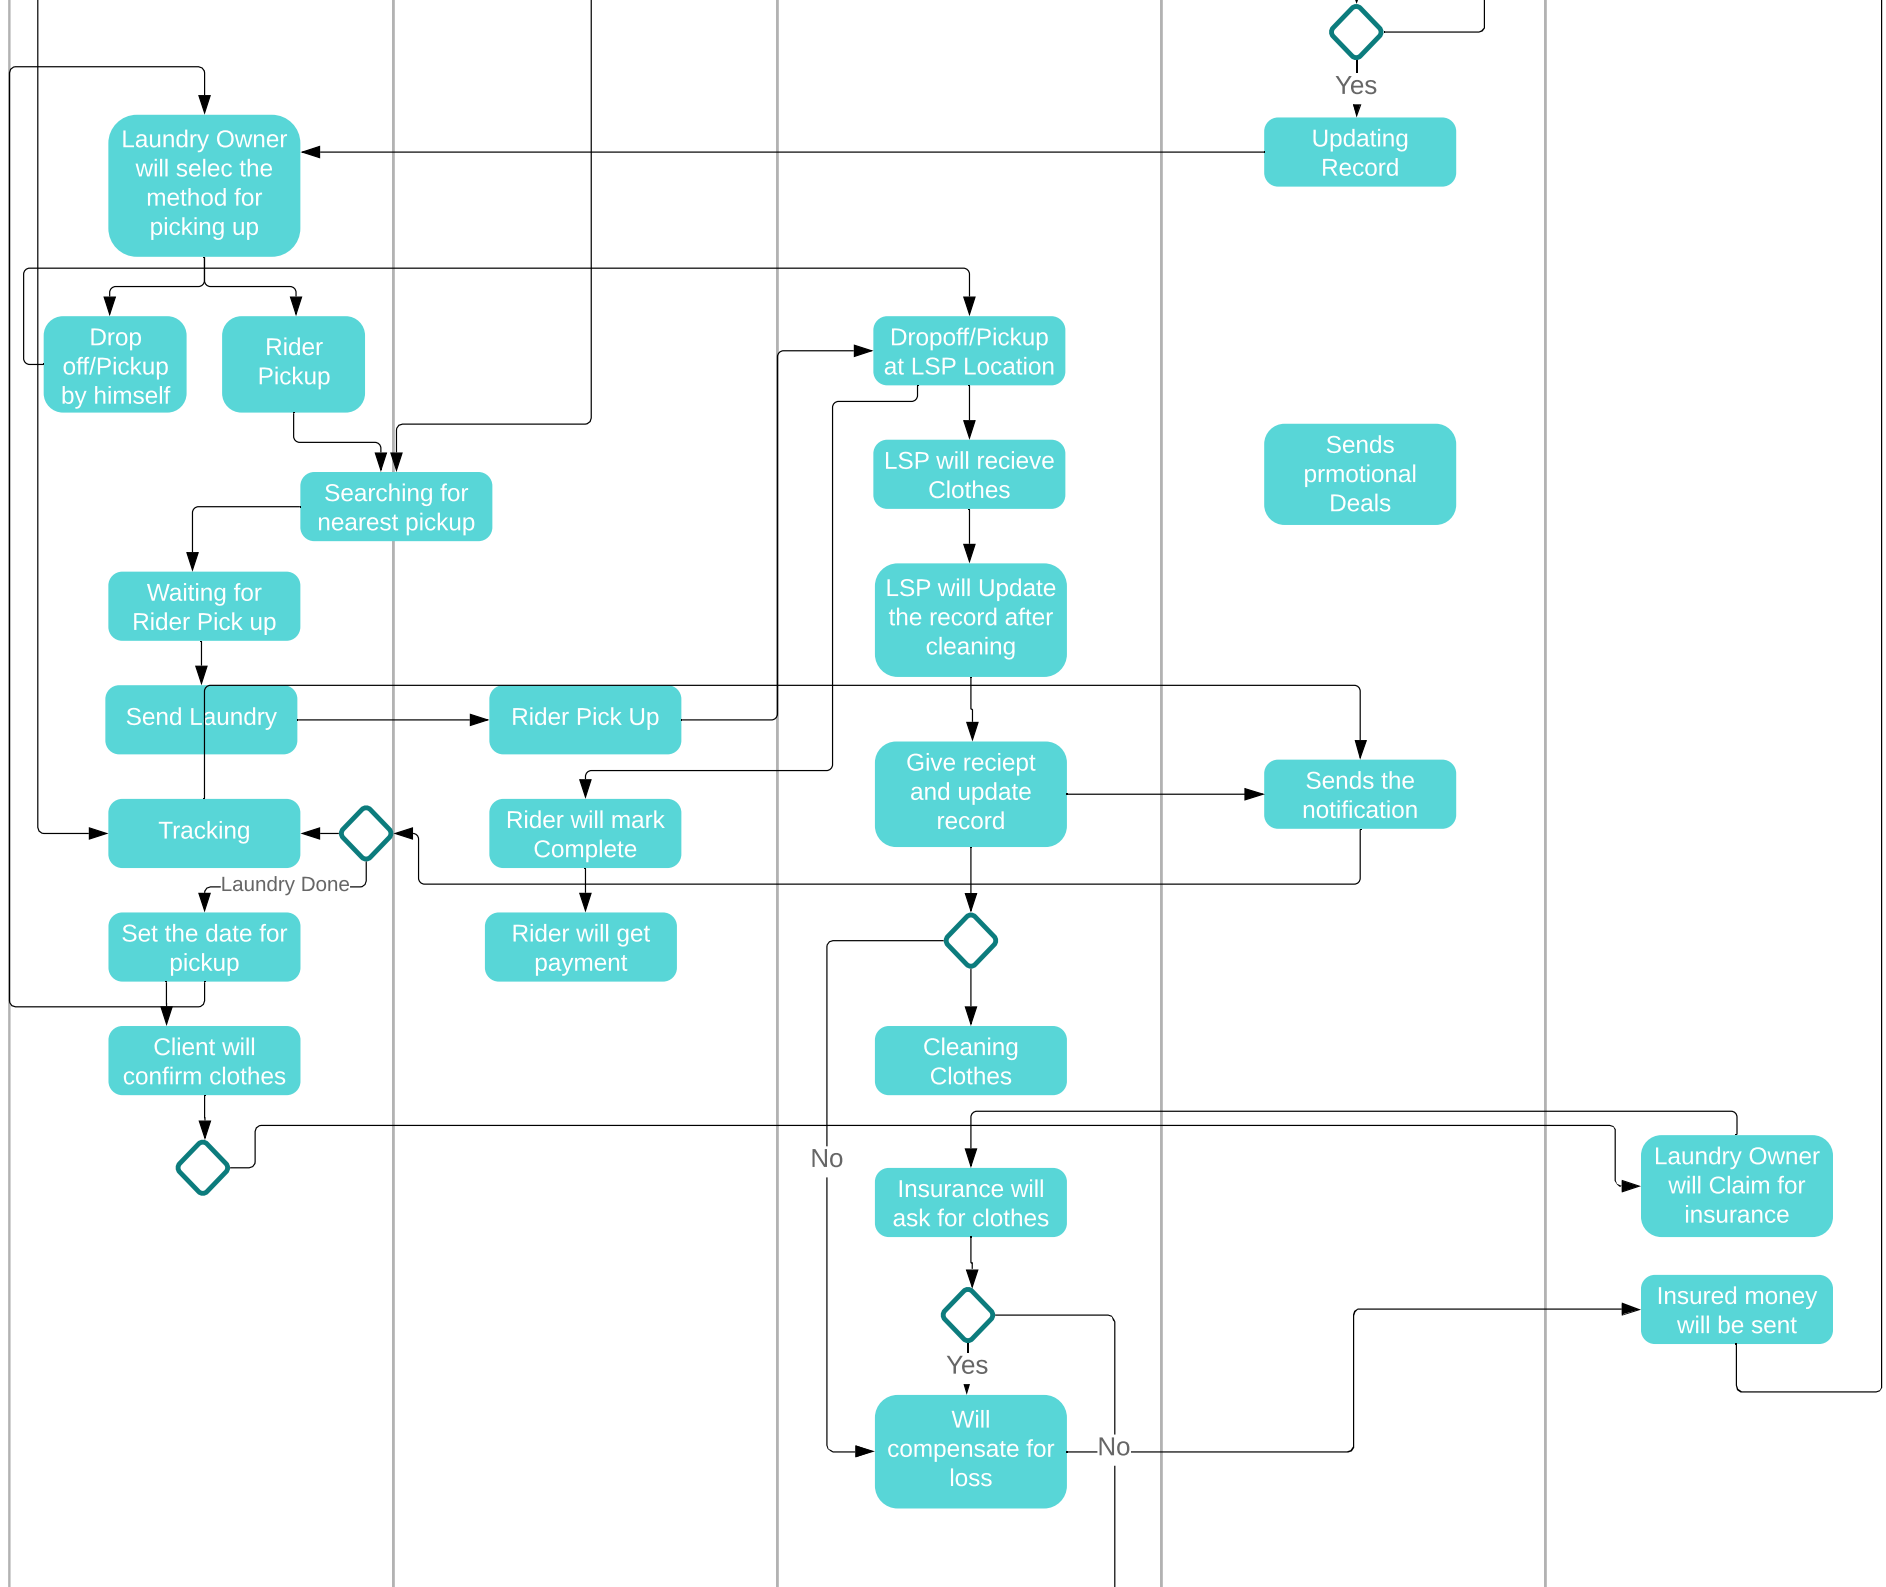 Yes
Laundry Owner
will selec the
method for
picking up
Updating
Record
Drop
off/Pickup
by himself
Rider
Pickup
Dropoff/Pickup
at LSP Location
Searching for
nearest pickup
LSP will recieve
Clothes
Sends
prmotional
Deals
Waiting for
Rider Pick up
LSP will Update
the record after
cleaning
Send Laundry
Rider Pick Up
Give reciept
and update
record
Sends the
notification
Tracking
Rider will mark
Complete
Laundry Done
Set the date for
pickup
Rider will get
payment
Client will
confirm clothes
Cleaning
Clothes
No
Insurance will
ask for clothes
Laundry Owner
will Claim for
insurance
Insured money
will be sent
Yes
Will
compensate for
loss
No